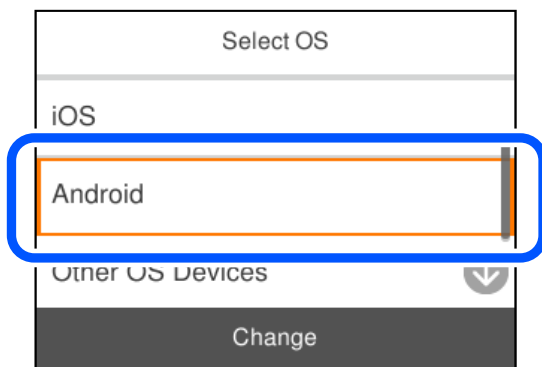 Select OS
iOS
Android
Other OS Devices
Change